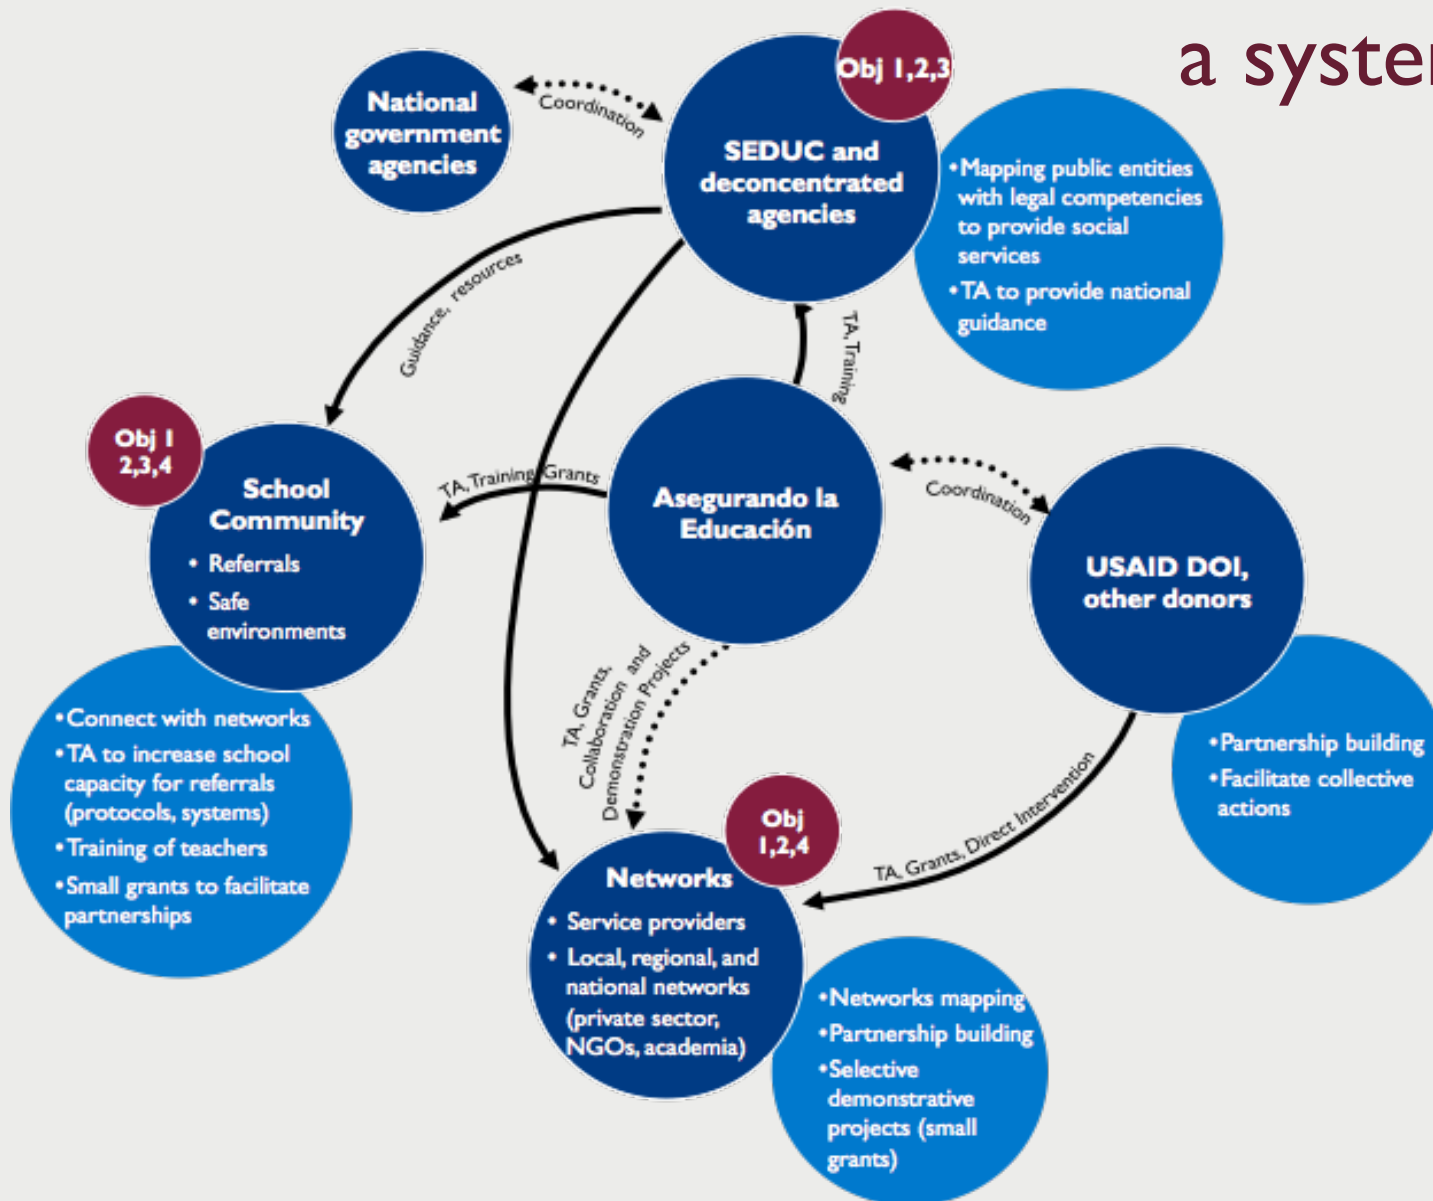 a system
Obj 1,2,3
National
government
agencies
Coordination
SEDUC and
deconcentrated
agencies
•Mapping public entities
with legal competencies
to provide social
services
•TA to provide national
guidance
Guidance, resources
TA, Training
Obj 1
2,3,4
School
Community
• Referrals
• Safe
environments
TA, Training Grants
Asegurando la
Educación
Coordination
USAID DOI,
other donors
•Connect with networks
•TA to increase school
capacity for referrals
(protocols, systems)
•Training of teachers
•Small grants to facilitate
partnerships
TA, Grants,
Collaboration and
Demonstration Projects
•Partnership building
•Facilitate collective
actions
TA, Grants, Direct Intervention
Obj
1,2,4
Networks
• Service providers
• Local, regional, and
national networks
(private sector,
NGOs, academia)
•Networks mapping
•Partnership building
•Selective
demonstrative
projects (small
grants)